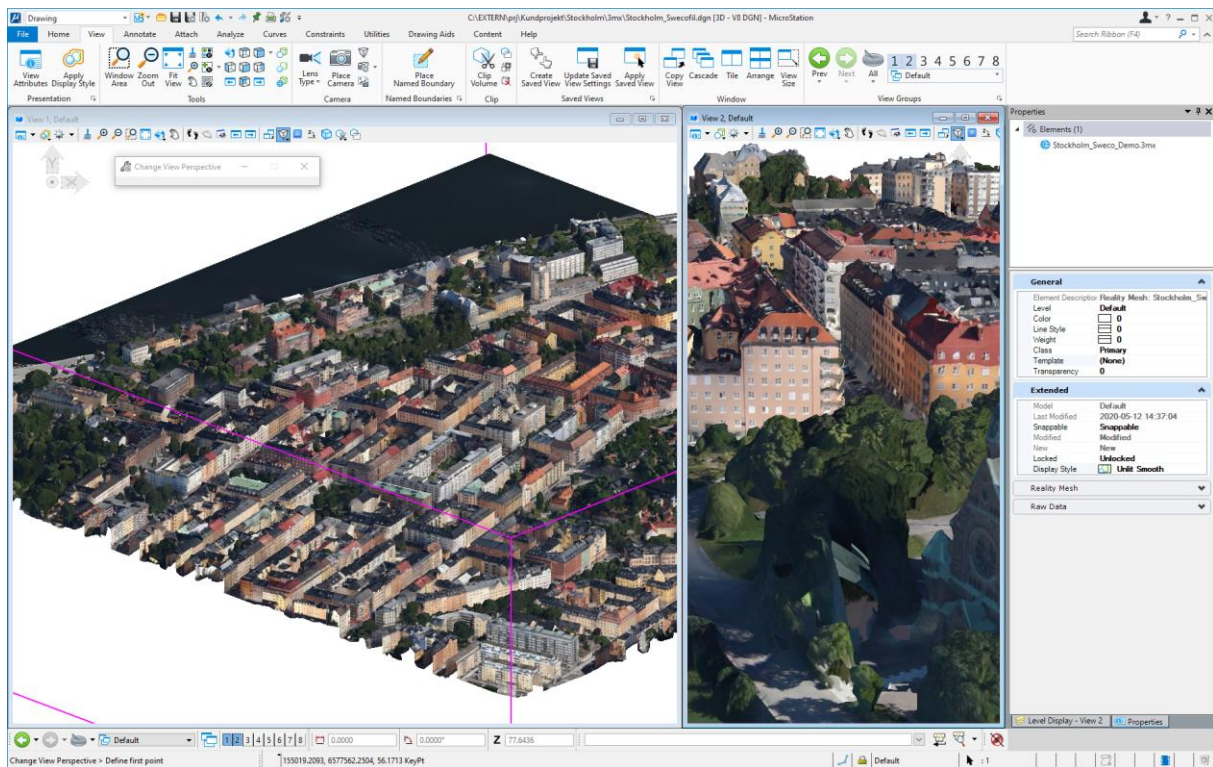 Drawing
C:\EXTERN\prj\Kundprojekt\Stockholm\3mx\Stockholm_Swecofil.dgn [3D - V8 DGN] - MicroStation
File Home View Annotate Attach Analyze Curves Constraints Utilities Drawing Aids Content Help
Search Ribbon (F4)
View Attributes
Apply Display Style
Window Area
Zoom Out
Fit View
Lens Type
Place Camera
Place Named Boundary
Clip Volume
Create Saved View
Update Saved View Settings
Apply Saved View
Copy View
Cascade
Tile
Arrange
View Size
Prev
Next
All
1 2 3 4 5 6 7 8
Default
Presentation
Tools
Camera
Named Boundaries
Clip
Saved Views
Window
View Groups
View 1, Default
Change View Perspective
Y
X
View 2, Default
Properties
Elements (1)
Stockholm_Sweco_Demo.3mx
General
Element Descriptio Reality Mesh: Stockholm_Sw
Level Default
Color 0
Line Style 0
Weight 0
Class Primary
Template (None)
Transparency 0
Extended
Model Default
Last Modified 2020-05-12 14:37:04
Snappable Snappable
Modified Modified
New New
Locked Unlocked
Display Style Unlit Smooth
Reality Mesh
Raw Data
Level Display - View 2
Properties
Default
1 2 3 4 5 6 7 8
0.0000
0.0000°
Z 77.6436
Change View Perspective > Define first point
155019.2093, 6577562.2504, 56.1713 KeyPt
Default
: 1